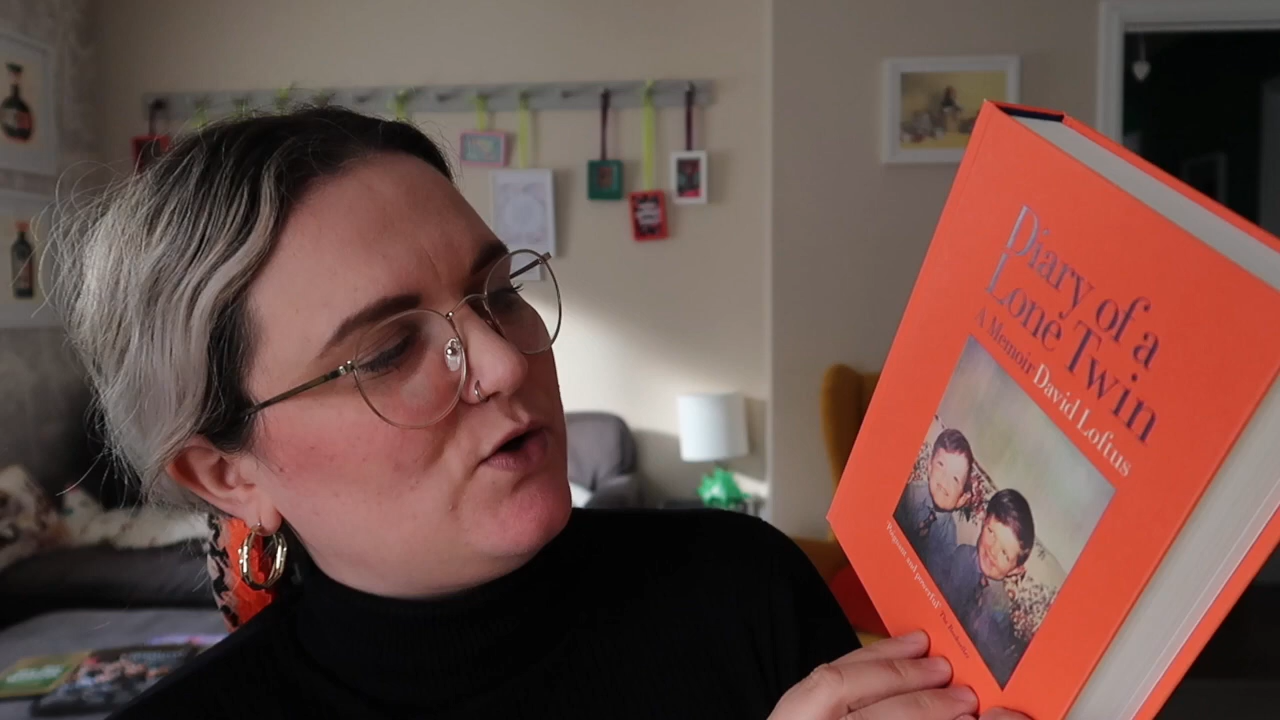 Diary of a
Lone Twin
A Memoir David Loftus
'Poignant and powerful' The Bookseller